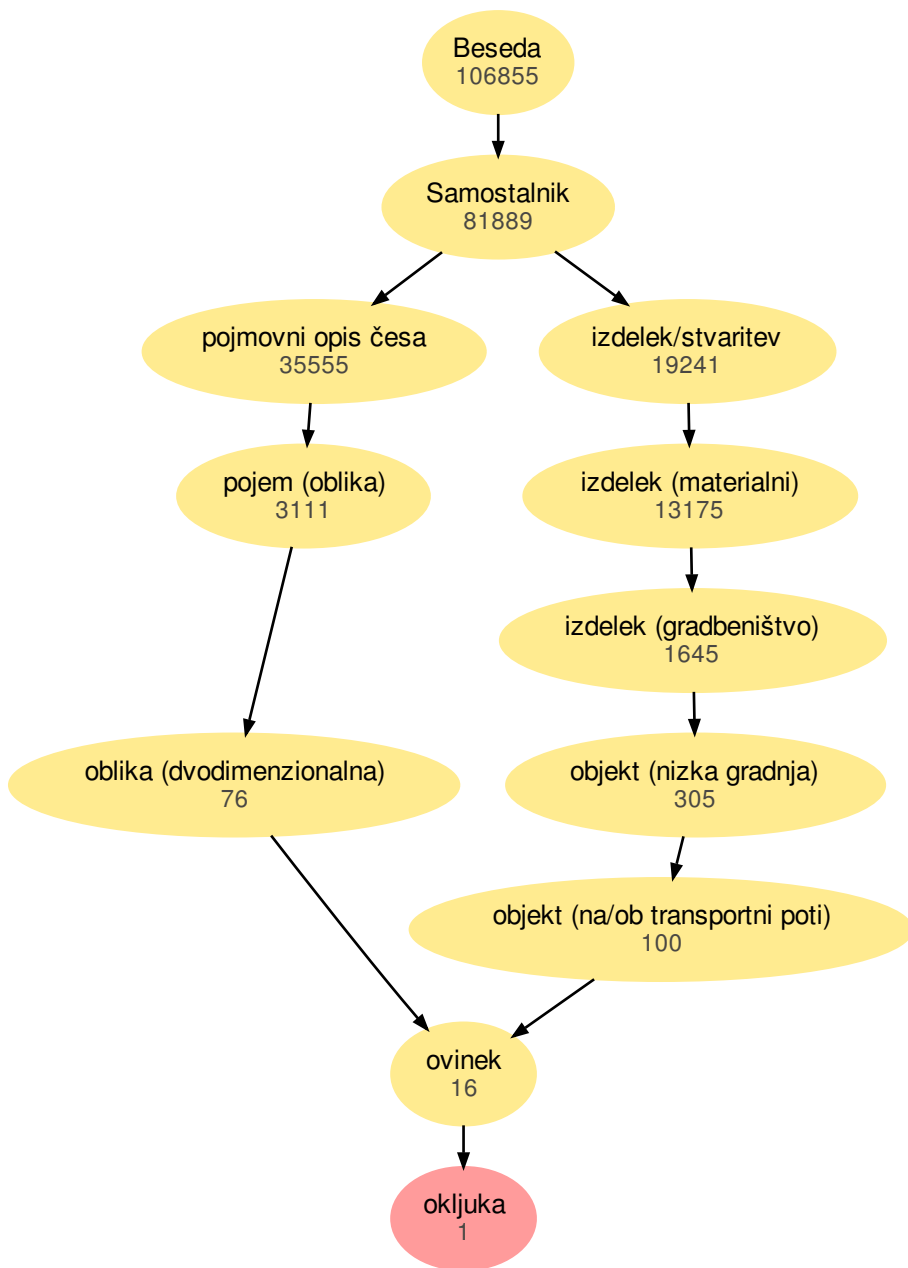 Beseda
106855
Samostalnik
81889
pojmovni opis česa
35555
izdelek/stvaritev
19241
pojem (oblika)
3111
izdelek (materialni)
13175
izdelek (gradbeništvo)
1645
oblika (dvodimenzionalna)
76
objekt (nizka gradnja)
305
objekt (na/ob transportni poti)
100
ovinek
16
okljuka
1